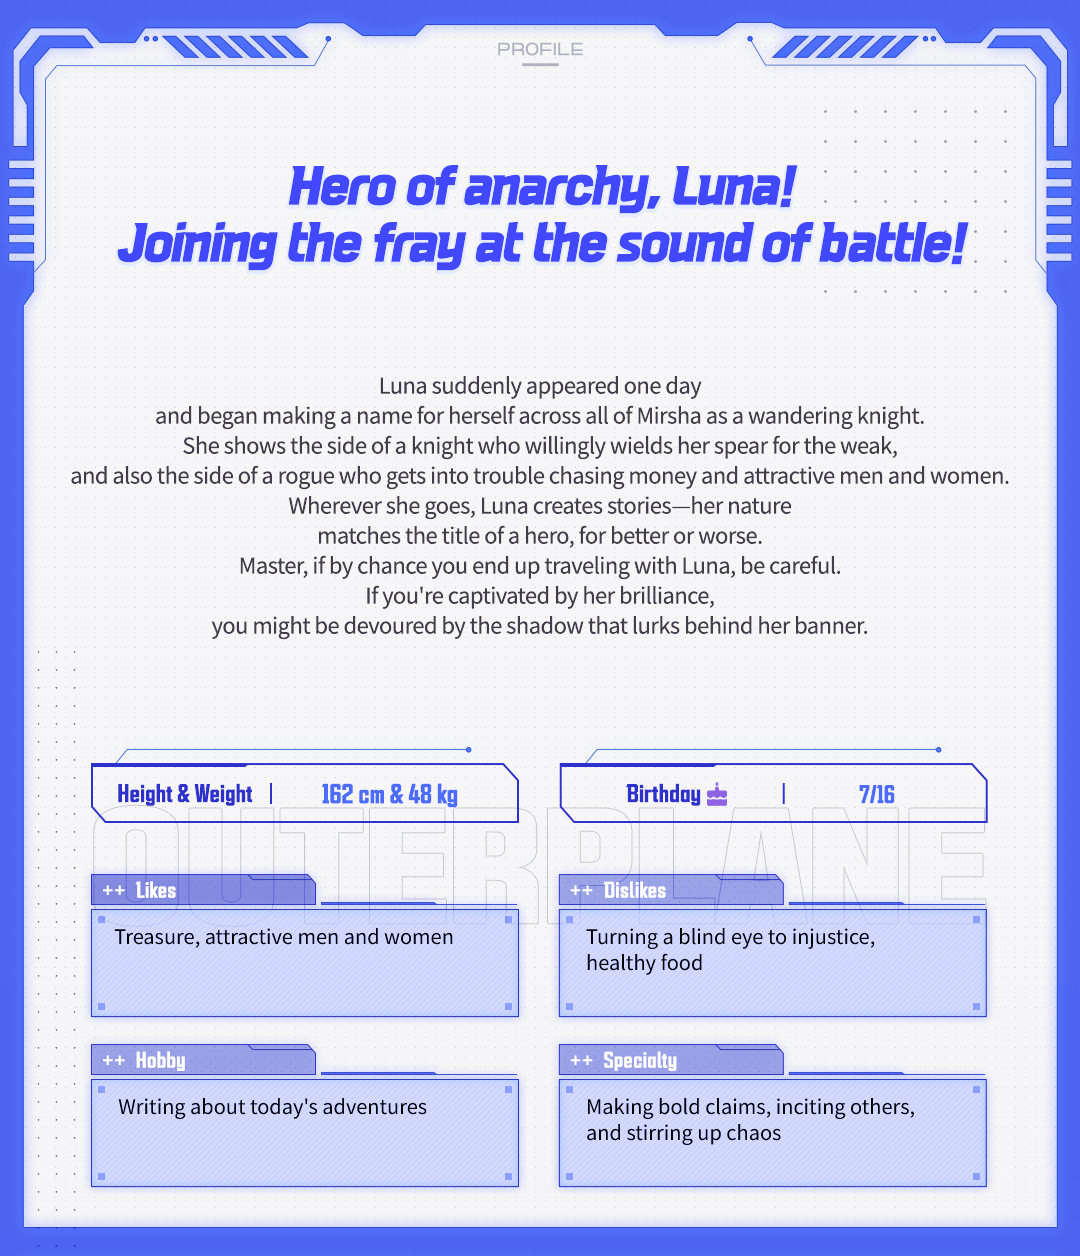 PROFILE
Hero of anarchy, Luna!
Joining the fray at the sound of battle!
Luna suddenly appeared one day
and began making a name for herself across all of Mirsha as a wandering knight.
She shows the side of a knight who willingly wields her spear for the weak,
and also the side of a rogue who gets into trouble chasing money and attractive men and women.
Wherever she goes, Luna creates stories—her nature
matches the title of a hero, for better or worse.
Master, if by chance you end up traveling with Luna, be careful.
If you're captivated by her brilliance,
you might be devoured by the shadow that lurks behind her banner.
Height & Weight | 162 cm & 48 kg
Birthday | 7/16
OUTERPLANE
++ Likes
Treasure, attractive men and women
++ Dislikes
Turning a blind eye to injustice,
healthy food
++ Hobby
Writing about today's adventures
++ Specialty
Making bold claims, inciting others,
and stirring up chaos